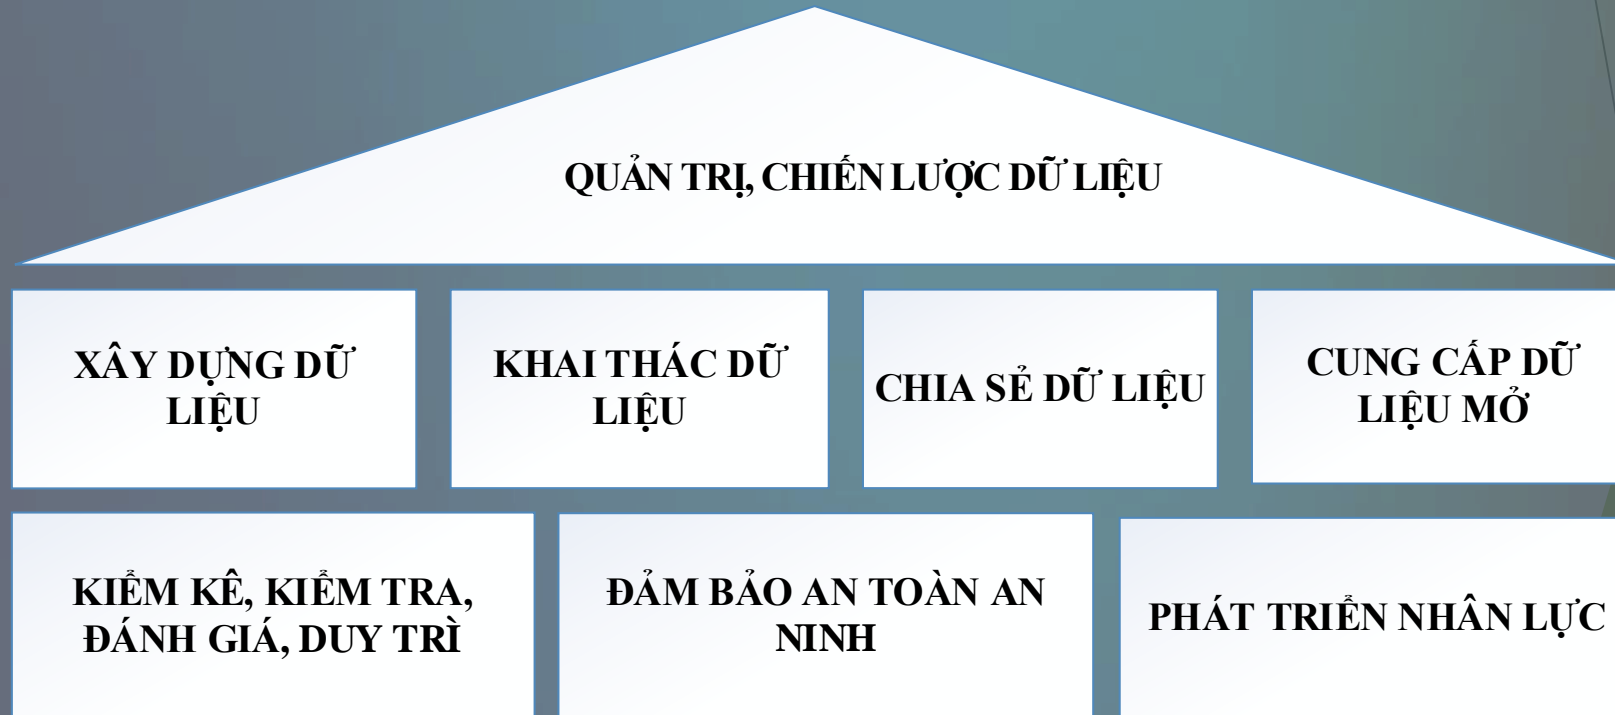 QUẢN TRỊ, CHIẾN LƯỢC DỮ LIỆU
XÂY DỰNG DỮ
LIỆU
KHAI THÁC DỮ
LIỆU
CHIA SẺ DỮ LIỆU
CUNG CẤP DỮ
LIỆU MỞ
KIỂM KÊ, KIỂM TRA,
ĐÁNH GIÁ, DUY TRÌ
ĐẢM BẢO AN TOÀN AN
NINH
PHÁT TRIỂN NHÂN LỰC